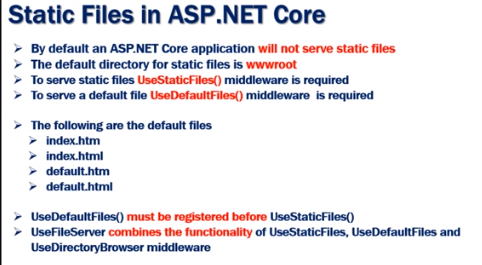 Static Files in ASP.NET Core
By default an ASP.NET Core application will not serve static files
The default directory for static files is wwwroot
To serve static files UseStaticFiles() middleware is required
To serve a default file UseDefaultFiles() middleware is required
The following are the default files
index.htm
index.html
default.htm
default.html
UseDefaultFiles() must be registered before UseStaticFiles()
UseFileServer combines the functionality of UseStaticFiles, UseDefaultFiles and
UseDirectoryBrowser middleware